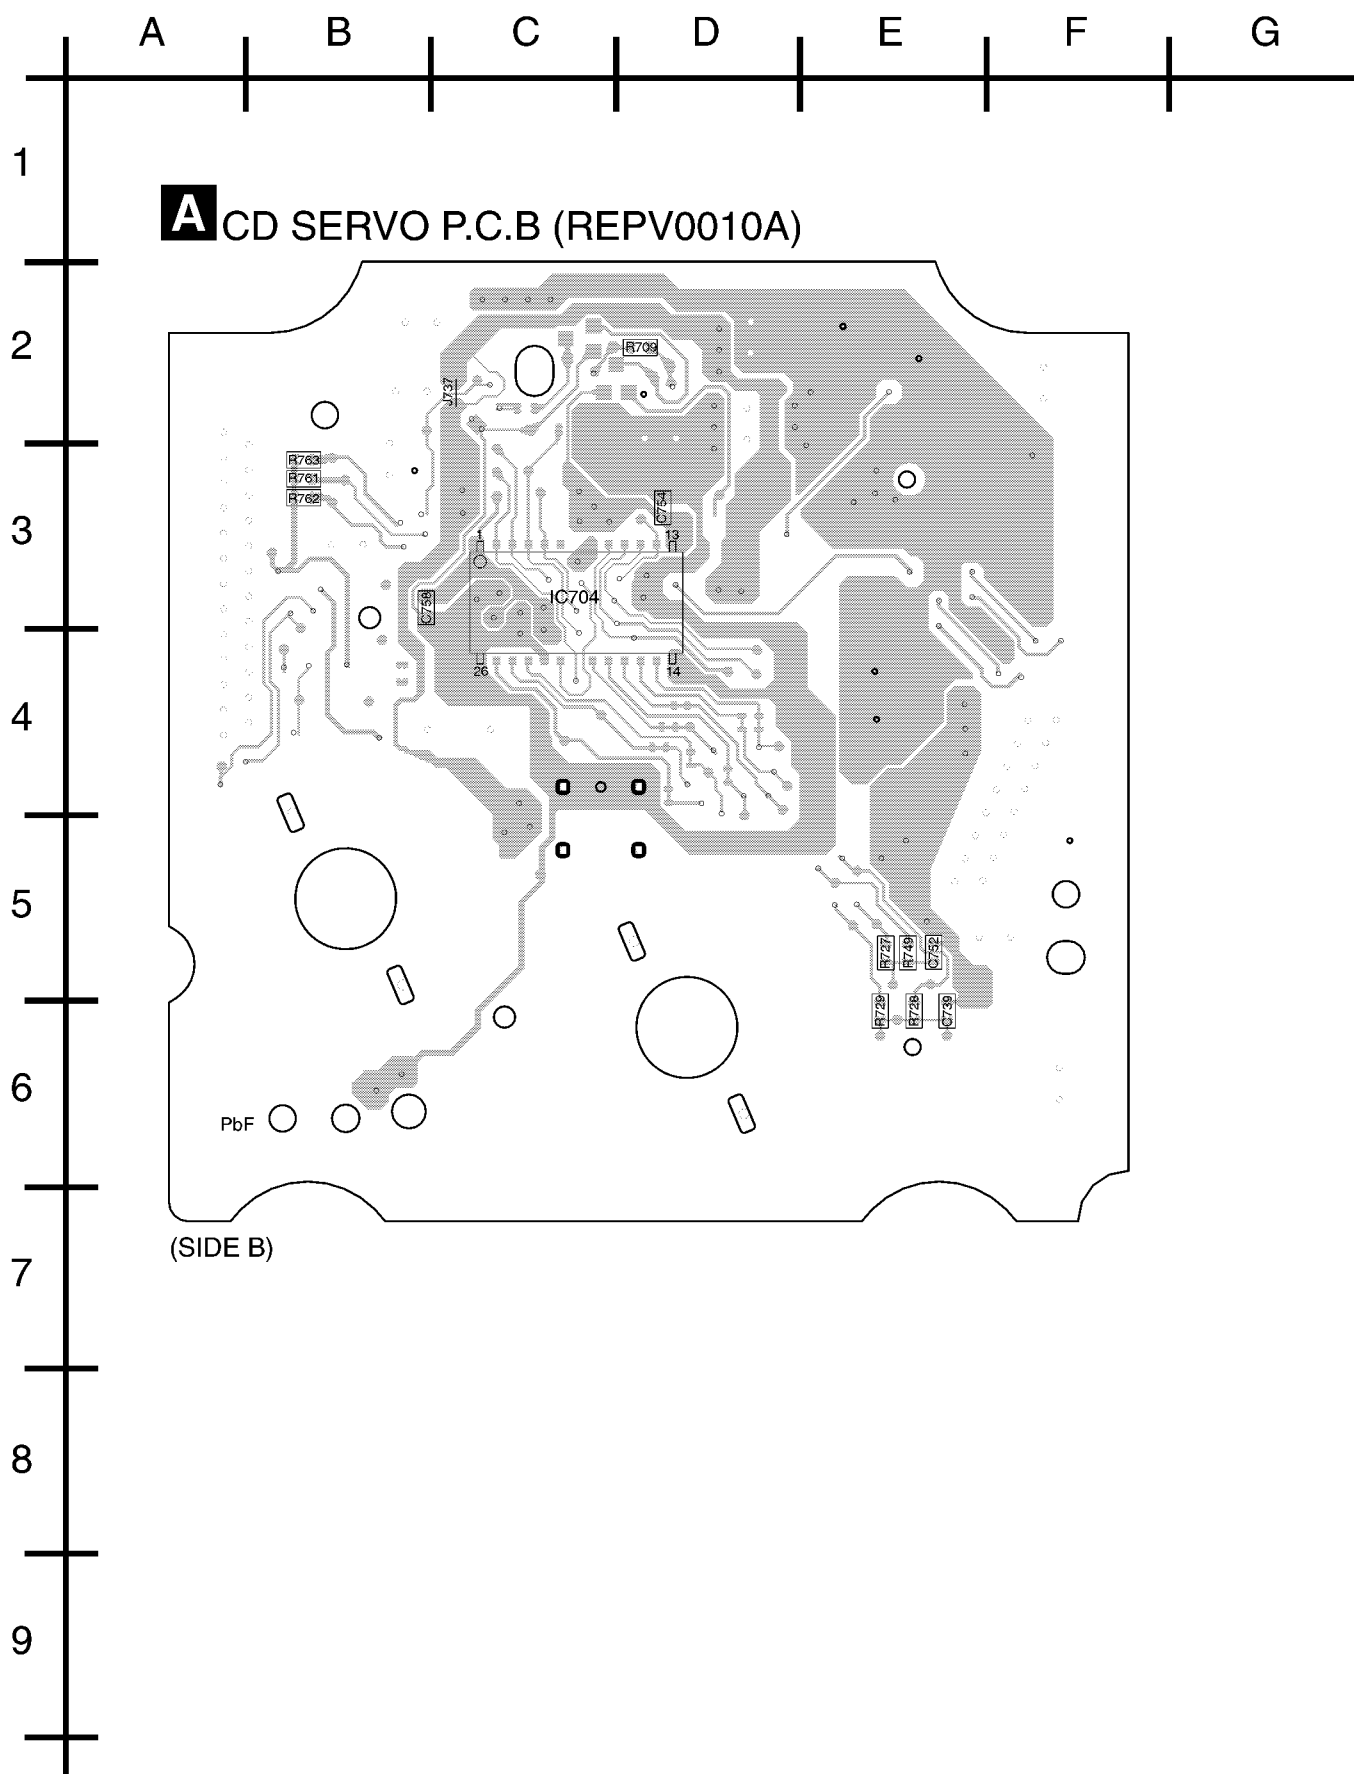 A B C D E F G
1
A CD SERVO P.C.B (REPV0010A)
2
R709
J737
R763
R761
R762
C754
3
1 13
IC704
C758
26 14
4
5
R727 R749 C752
R729 R728 C739
6
PbF
(SIDE B)
7
8
9